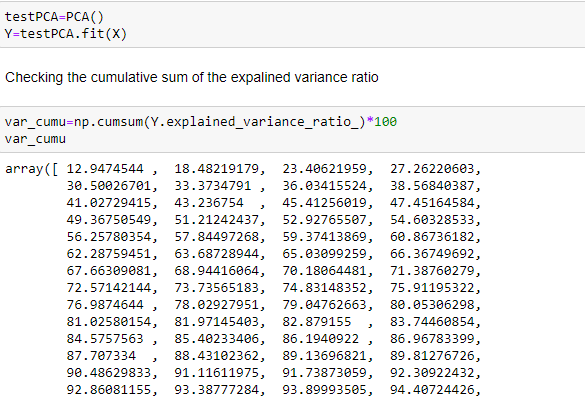 testPCA=PCA()
Y=testPCA.fit(X)
Checking the cumulative sum of the expalined variance ratio
var_cumu=np.cumsum(Y.explained_variance_ratio_)*100
var_cumu
array([ 12.9474544 ,  18.48219179,  23.40621959,  27.26220603,
30.50026701,  33.3734791 ,  36.03415524,  38.56840387,
41.02729415,  43.236754  ,  45.41256019,  47.45164584,
49.36750549,  51.21242437,  52.92765507,  54.60328533,
56.25780354,  57.84497268,  59.37413869,  60.86736182,
62.28759451,  63.68728944,  65.03099259,  66.36749692,
67.66309081,  68.94416064,  70.18064481,  71.38760279,
72.57142144,  73.73565183,  74.83148352,  75.91195322,
76.9874644 ,  78.02927951,  79.04762663,  80.05306298,
81.02580154,  81.97145403,  82.879155  ,  83.74460854,
84.5757563 ,  85.40233406,  86.1940922 ,  86.96783399,
87.707334  ,  88.43102362,  89.13696821,  89.81276726,
90.48629833,  91.11611975,  91.73873059,  92.30922432,
92.86081155,  93.38777284,  93.89993505,  94.40724426,